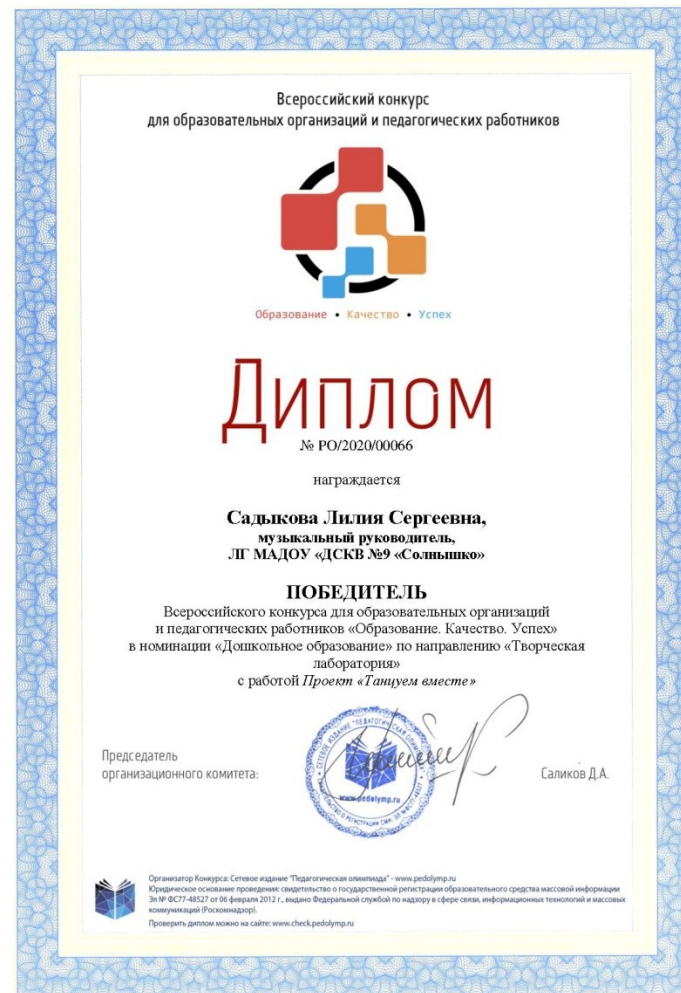 Всероссийский конкурс
для образовательных организаций и педагогических работников
Образование • Качество • Успех
Диплом
№ РО/2020/00066
награждается
Садыкова Лилия Сергеевна,
музыкальный руководитель,
ЛГ МАДОУ «ДСКВ №9 «Солнышко»
ПОБЕДИТЕЛЬ
Всероссийского конкурса для образовательных организаций
и педагогических работников «Образование. Качество. Успех»
в номинации «Дошкольное образование» по направлению «Творческая
лаборатория»
с работой Проект «Танцуем вместе»
Председатель
организационного комитета:
www.pedolymp.ru
Саликов Д.А.
Организатор Конкурса: Сетевое издание "Педагогическая олимпиада" - www.pedolymp.ru
Юридическое основание проведения: свидетельство о государственной регистрации образовательного средства массовой информации
Эл № ФС77-48527 от 06 февраля 2012 г., выдано Федеральной службой по надзору в сфере связи, информационных технологий и массовых
коммуникаций (Роскомнадзор).
Проверить диплом можно на сайте: www.check.pedolymp.ru